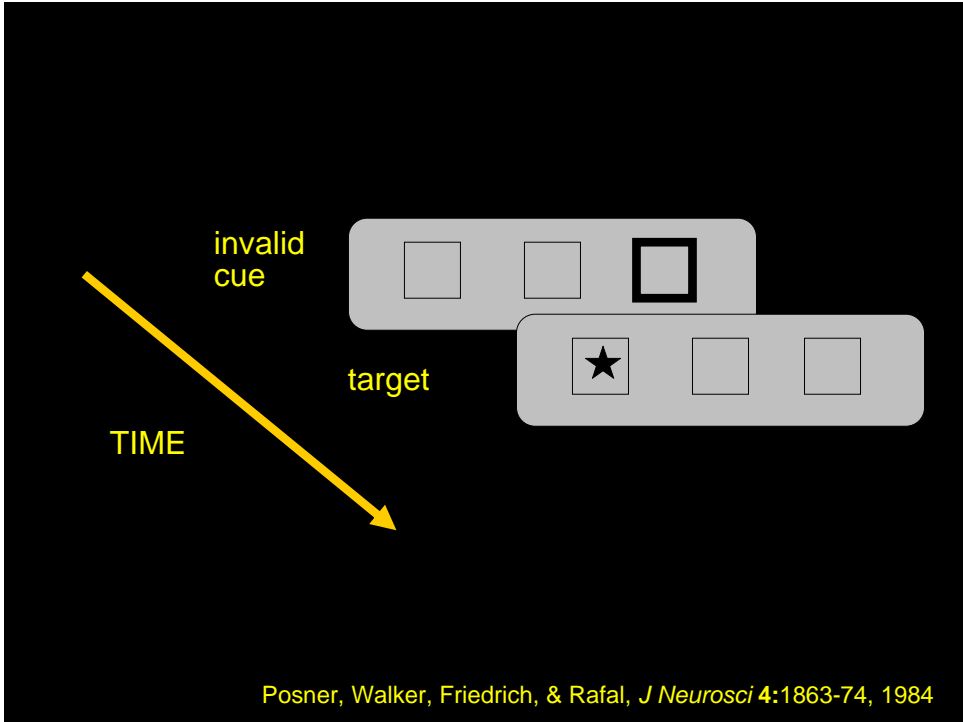 invalid
cue
target
TIME
Posner, Walker, Friedrich, & Rafal, J Neurosci 4:1863-74, 1984